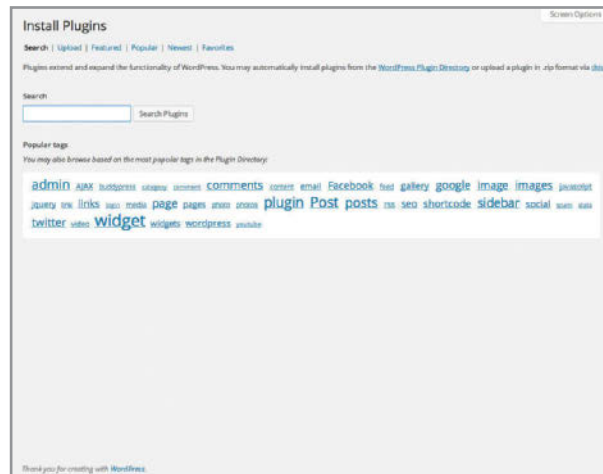 Screen Options
Install Plugins
Search | Upload | Featured | Popular | Newest | Favorites
Plugins extend and expand the functionality of WordPress. You may automatically install plugins from the WordPress Plugin Directory or upload a plugin in .zip format via this
Search
Search Plugins
Popular tags
You may also browse based on the most popular tags in the Plugin Directory:
admin AJAX buddypress category comment comments content email Facebook feed gallery google image images javascript
jquery link links login media page pages photo photos plugin Post posts rss seo shortcode sidebar social spam stats
twitter video widget widgets wordpress youtube
Thank you for creating with WordPress.